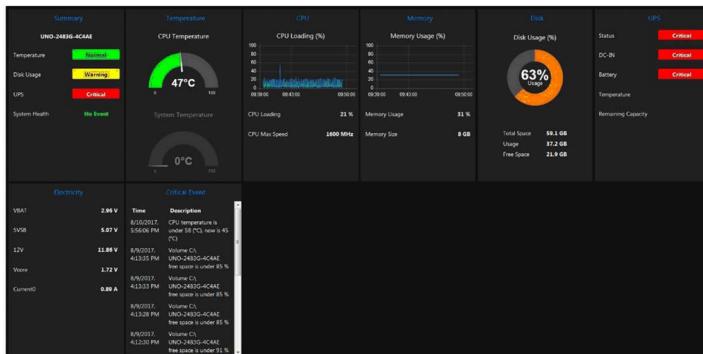 Summary
UNO-2483G-4C4AE
Temperature Normal
Disk Usage Warning
UPS Critical
System Health No Event
Temperature
CPU Temperature
47°C
0 100
System Temperature
0°C
0 100
CPU
CPU Loading (%)
100
80
60
40
20
0
09:39:00 09:43:00 09:50:00
CPU Loading 21 %
CPU Max Speed 1600 MHz
Memory
Memory Usage (%)
100
80
60
40
20
0
09:39:00 09:43:00 09:50:00
Memory Usage 31 %
Memory Size 8 GB
Disk
Disk Usage (%)
63%
Usage
Total Space 59.1 GB
Usage 37.2 GB
Free Space 21.9 GB
UPS
Status Critical
DC-IN Critical
Battery Critical
Temperature
Remaining Capacity
Electricity
VBAT 2.96 V
5VSB 5.07 V
12V 11.86 V
Vcore 1.72 V
Current0 0.89 A
Critical Event
Time Description
8/10/2017, CPU temperature is
5:56:06 PM under 58 (°C), now is 45
(°C)
8/9/2017, Volume C:\
4:13:35 PM UNO-2483G-4C4AE
free space is under 85 %
8/9/2017, Volume C:\
4:13:33 PM UNO-2483G-4C4AE
free space is under 85 %
8/9/2017, Volume C:\
4:13:28 PM UNO-2483G-4C4AE
free space is under 85 %
8/9/2017, Volume C:\
4:12:30 PM UNO-2483G-4C4AE
free space is under 91 %